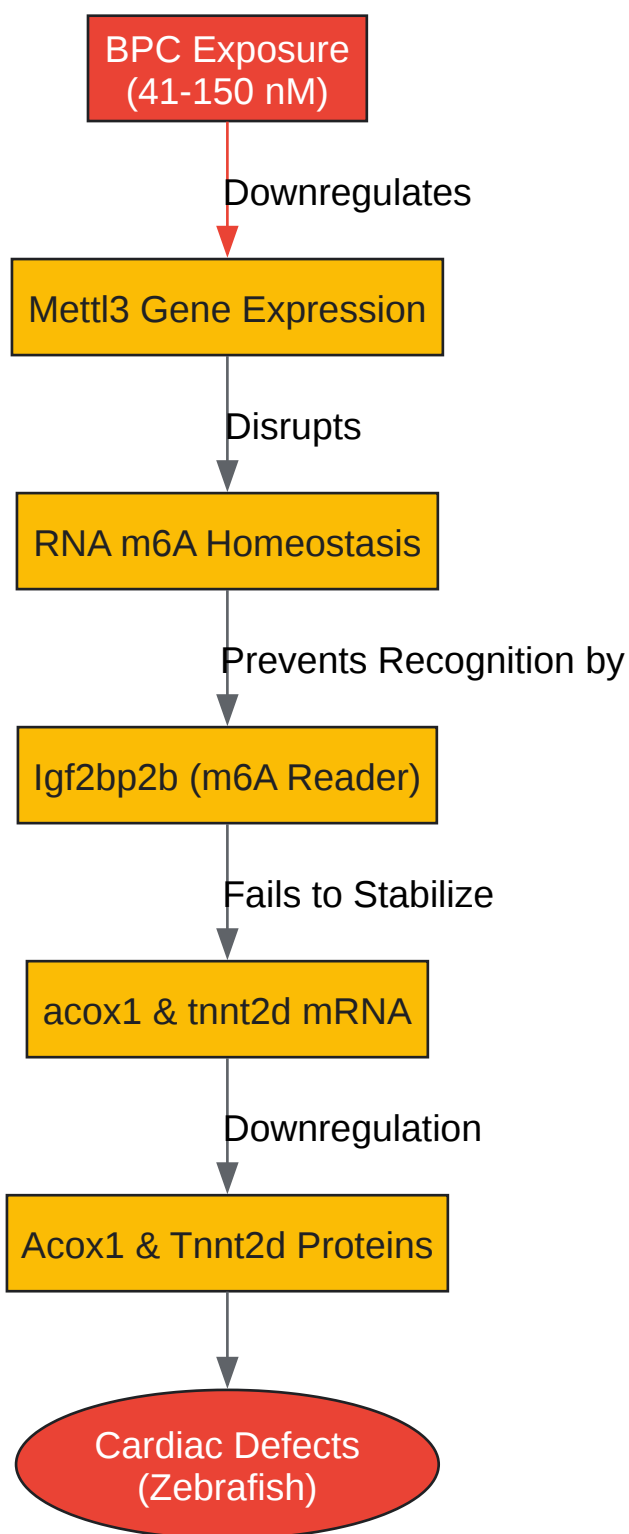 BPC Exposure
(41-150 nM)
Downregulates
Mettl3 Gene Expression
Disrupts
RNA m6A Homeostasis
Prevents Recognition by
Igf2bp2b (m6A Reader)
Fails to Stabilize
acox1 & tnnt2d mRNA
Downregulation
Acox1 & Tnnt2d Proteins
Cardiac Defects
(Zebrafish)